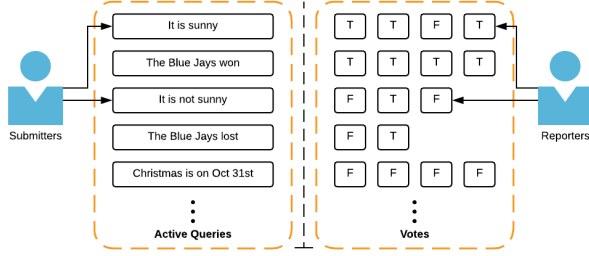 It is sunny T T F T
The Blue Jays won T T T T
It is not sunny F T F
Submitters Reporters
The Blue Jays lost F T
Christmas is on Oct 31st F F F F
Active Queries Votes